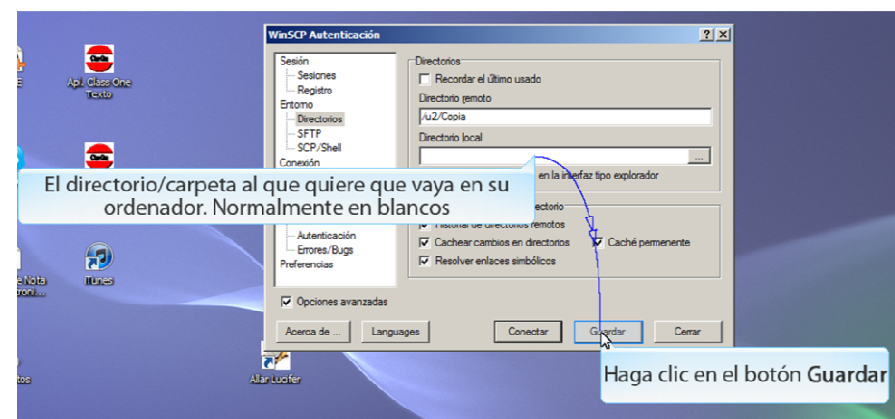 WinSCP Autenticación
Apl. Class One
Texto
Sesión
Sesiones
Registro
Entorno
Directorios
SFTP
SCP/Shell
Conexión
Autenticación
Errores/Bugs
Preferencias
Directorios
Recordar el último usado
Directorio remoto
/u2/Copia
Directorio local
...
en la interfaz tipo explorador
El directorio/carpeta al que quiere que vaya en su
ordenador. Normalmente en blancos
Historial de directorios remotos
Cachear cambios en directorios
Caché permenente
Resolver enlaces simbólicos
Opciones avanzadas
Acerca de ...
Languages
Conectar
Guardar
Cerrar
iTunes
Allar Lucifer
Haga clic en el botón Guardar